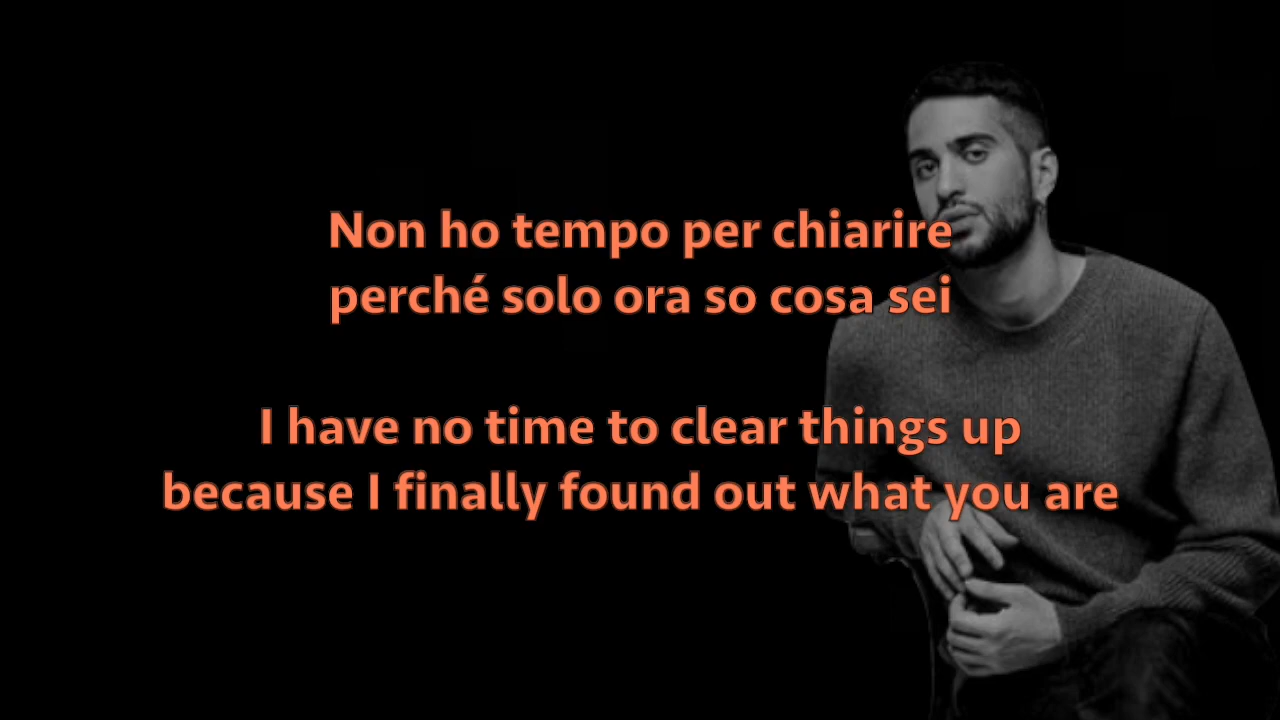 Non ho tempo per chiarire
perché solo ora so cosa sei
I have no time to clear things up
because I finally found out what you are